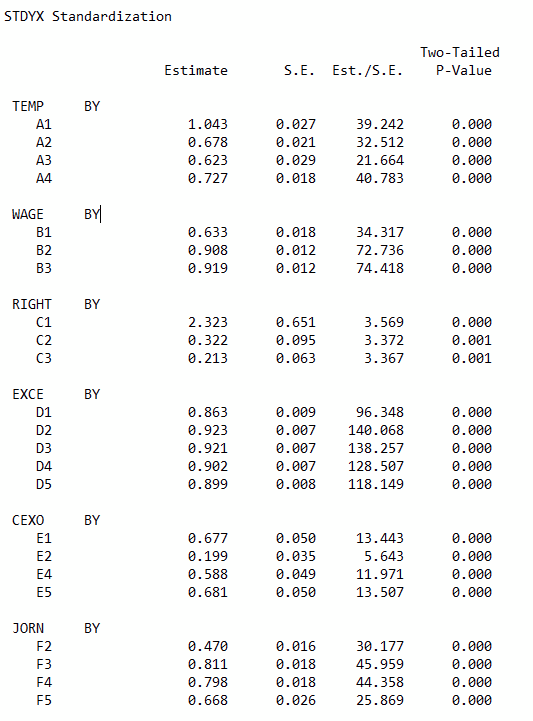 STDYX Standardization
Two-Tailed
Estimate S.E. Est./S.E. P-Value
TEMP BY
A1 1.043 0.027 39.242 0.000
A2 0.678 0.021 32.512 0.000
A3 0.623 0.029 21.664 0.000
A4 0.727 0.018 40.783 0.000
WAGE BY
B1 0.633 0.018 34.317 0.000
B2 0.908 0.012 72.736 0.000
B3 0.919 0.012 74.418 0.000
RIGHT BY
C1 2.323 0.651 3.569 0.000
C2 0.322 0.095 3.372 0.001
C3 0.213 0.063 3.367 0.001
EXCE BY
D1 0.863 0.009 96.348 0.000
D2 0.923 0.007 140.068 0.000
D3 0.921 0.007 138.257 0.000
D4 0.902 0.007 128.507 0.000
D5 0.899 0.008 118.149 0.000
CEXO BY
E1 0.677 0.050 13.443 0.000
E2 0.199 0.035 5.643 0.000
E4 0.588 0.049 11.971 0.000
E5 0.681 0.050 13.507 0.000
JORN BY
F2 0.470 0.016 30.177 0.000
F3 0.811 0.018 45.959 0.000
F4 0.798 0.018 44.358 0.000
F5 0.668 0.026 25.869 0.000